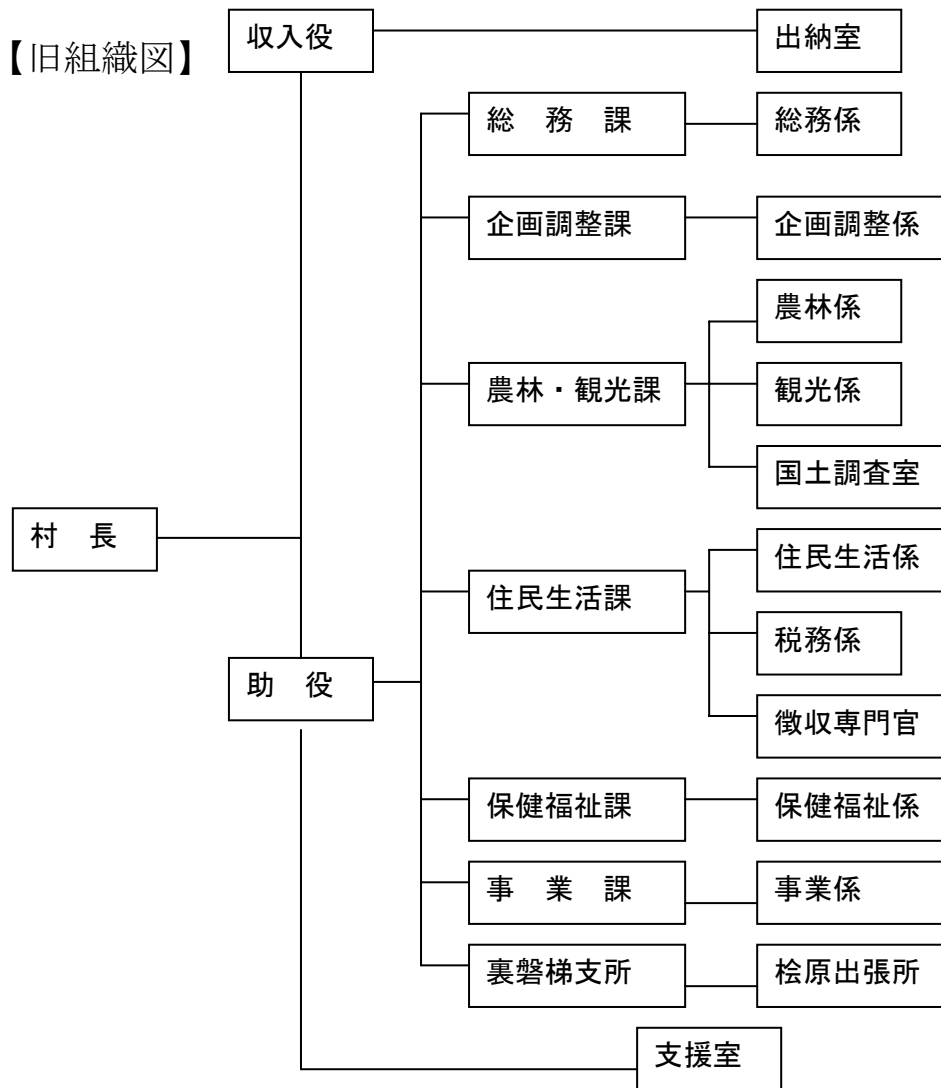 【旧組織図】
収入役
出納室
総　務　課
総務係
企画調整課
企画調整係
農林・観光課
農林係
観光係
国土調査室
村　長
住民生活課
住民生活係
税務係
徴収専門官
助　役
保健福祉課
保健福祉係
事　業　課
事業係
裏磐梯支所
桧原出張所
支援室